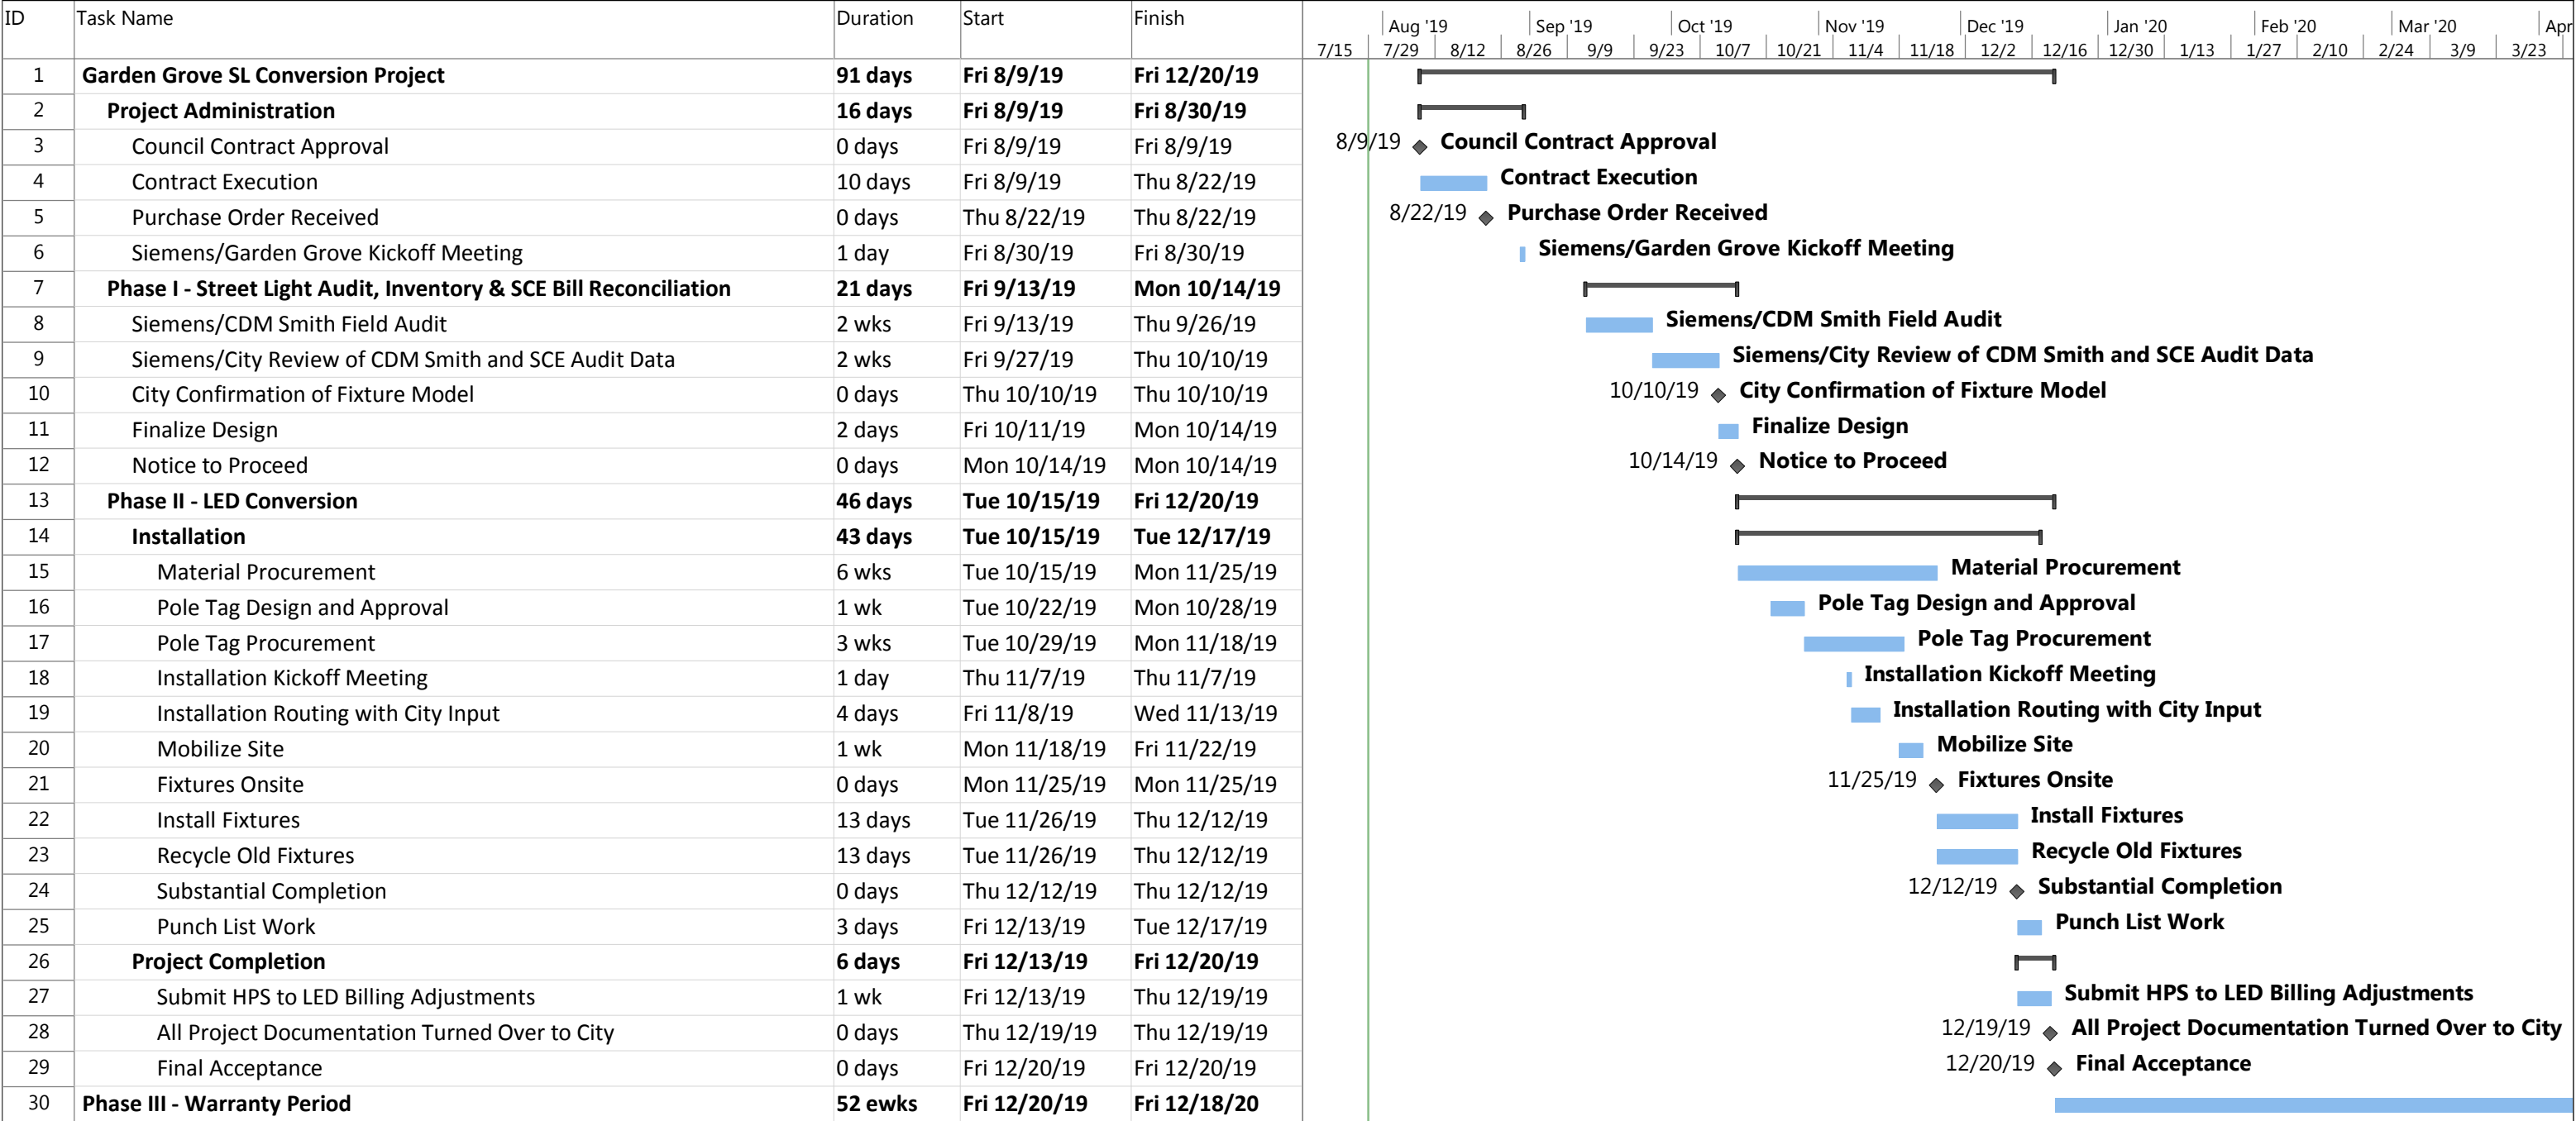 ID Task Name Duration Start Finish
Aug '19 Sep '19 Oct '19 Nov '19 Dec '19 Jan '20 Feb '20 Mar '20 Apr
7/15 7/29 8/12 8/26 9/9 9/23 10/7 10/21 11/4 11/18 12/2 12/16 12/30 1/13 1/27 2/10 2/24 3/9 3/23
1 Garden Grove SL Conversion Project 91 days Fri 8/9/19 Fri 12/20/19
2 Project Administration 16 days Fri 8/9/19 Fri 8/30/19
3 Council Contract Approval 0 days Fri 8/9/19 Fri 8/9/19 8/9/19 Council Contract Approval
4 Contract Execution 10 days Fri 8/9/19 Thu 8/22/19 Contract Execution
5 Purchase Order Received 0 days Thu 8/22/19 Thu 8/22/19 8/22/19 Purchase Order Received
6 Siemens/Garden Grove Kickoff Meeting 1 day Fri 8/30/19 Fri 8/30/19 Siemens/Garden Grove Kickoff Meeting
7 Phase I - Street Light Audit, Inventory & SCE Bill Reconciliation 21 days Fri 9/13/19 Mon 10/14/19
8 Siemens/CDM Smith Field Audit 2 wks Fri 9/13/19 Thu 9/26/19 Siemens/CDM Smith Field Audit
9 Siemens/City Review of CDM Smith and SCE Audit Data 2 wks Fri 9/27/19 Thu 10/10/19 Siemens/City Review of CDM Smith and SCE Audit Data
10 City Confirmation of Fixture Model 0 days Thu 10/10/19 Thu 10/10/19 10/10/19 City Confirmation of Fixture Model
11 Finalize Design 2 days Fri 10/11/19 Mon 10/14/19 Finalize Design
12 Notice to Proceed 0 days Mon 10/14/19 Mon 10/14/19 10/14/19 Notice to Proceed
13 Phase II - LED Conversion 46 days Tue 10/15/19 Fri 12/20/19
14 Installation 43 days Tue 10/15/19 Tue 12/17/19
15 Material Procurement 6 wks Tue 10/15/19 Mon 11/25/19 Material Procurement
16 Pole Tag Design and Approval 1 wk Tue 10/22/19 Mon 10/28/19 Pole Tag Design and Approval
17 Pole Tag Procurement 3 wks Tue 10/29/19 Mon 11/18/19 Pole Tag Procurement
18 Installation Kickoff Meeting 1 day Thu 11/7/19 Thu 11/7/19 Installation Kickoff Meeting
19 Installation Routing with City Input 4 days Fri 11/8/19 Wed 11/13/19 Installation Routing with City Input
20 Mobilize Site 1 wk Mon 11/18/19 Fri 11/22/19 Mobilize Site
21 Fixtures Onsite 0 days Mon 11/25/19 Mon 11/25/19 11/25/19 Fixtures Onsite
22 Install Fixtures 13 days Tue 11/26/19 Thu 12/12/19 Install Fixtures
23 Recycle Old Fixtures 13 days Tue 11/26/19 Thu 12/12/19 Recycle Old Fixtures
24 Substantial Completion 0 days Thu 12/12/19 Thu 12/12/19 12/12/19 Substantial Completion
25 Punch List Work 3 days Fri 12/13/19 Tue 12/17/19 Punch List Work
26 Project Completion 6 days Fri 12/13/19 Fri 12/20/19
27 Submit HPS to LED Billing Adjustments 1 wk Fri 12/13/19 Thu 12/19/19 Submit HPS to LED Billing Adjustments
28 All Project Documentation Turned Over to City 0 days Thu 12/19/19 Thu 12/19/19 12/19/19 All Project Documentation Turned Over to City
29 Final Acceptance 0 days Fri 12/20/19 Fri 12/20/19 12/20/19 Final Acceptance
30 Phase III - Warranty Period 52 ewks Fri 12/20/19 Fri 12/18/20